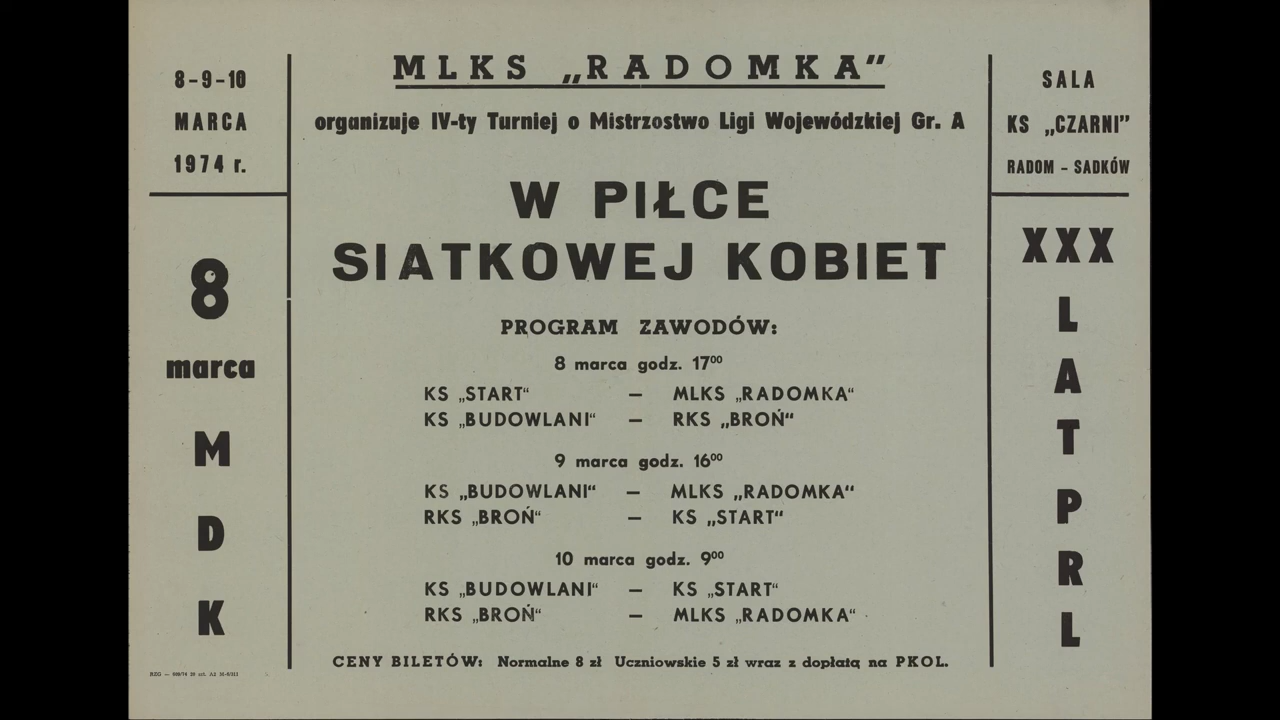 8-9-10
MARCA
1974 r.
MLKS „RADOMKA”
organizuje IV-ty Turniej o Mistrzostwo Ligi Wojewódzkiej Gr. A
SALA
KS „CZARNI”
RADOM - SADKÓW
W PIŁCE
SIATKOWEJ KOBIET
PROGRAM ZAWODÓW:
8 marca godz. 17⁰⁰
KS „START“ — MLKS „RADOMKA“
KS „BUDOWLANI“ — RKS „BROŃ“
9 marca godz. 16⁰⁰
KS „BUDOWLANI“ — MLKS „RADOMKA“
RKS „BROŃ“ — KS „START“
10 marca godz. 9⁰⁰
KS „BUDOWLANI“ — KS „START“
RKS „BROŃ“ — MLKS „RADOMKA“
CENY BILETÓW: Normalne 8 zł Uczniowskie 5 zł wraz z dopłatą na PKOL.
8
marca
M
D
K
XXX
L
A
T
P
R
L
RZG —